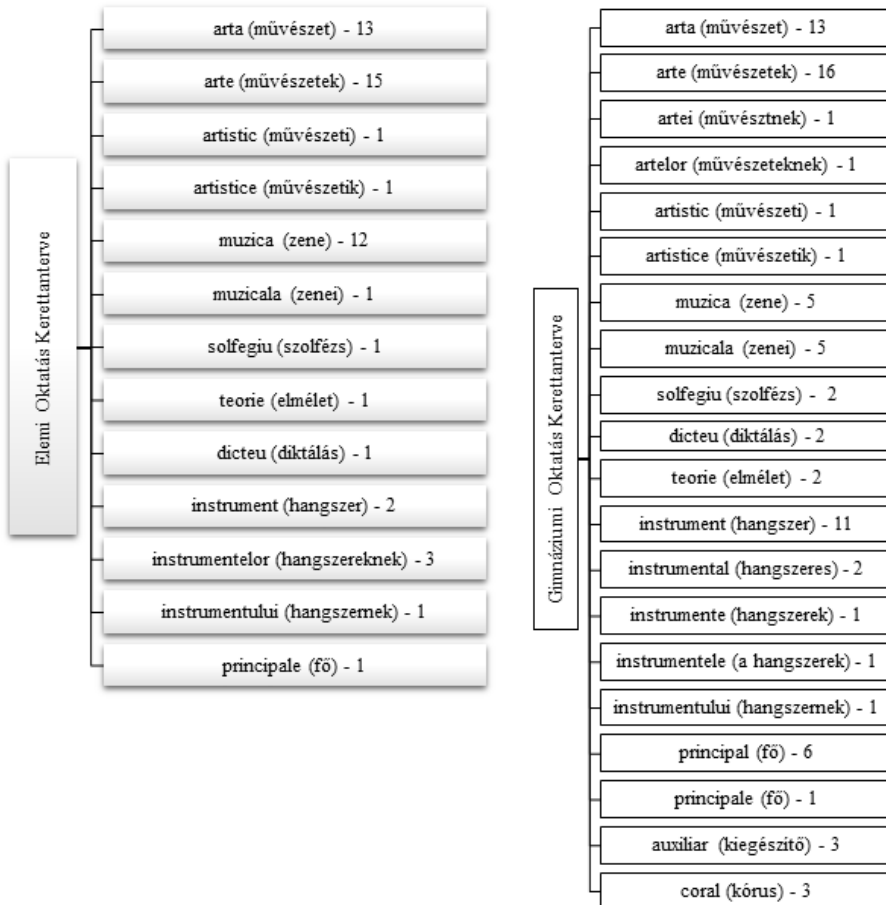 Elemi Oktatás Kerettanterve
arta (művészet) - 13
arte (művészetek) - 15
artistic (művészeti) - 1
artistice (művészetik) - 1
muzica (zene) - 12
muzicala (zenei) - 1
solfegiu (szolfézs) - 1
teorie (elmélet) - 1
dicteu (diktálás) - 1
instrument (hangszer) - 2
instrumentelor (hangszereknek) - 3
instrumentului (hangszernek) - 1
principale (fő) - 1
Gimnáziumi Oktatás Kerettanterve
arta (művészet) - 13
arte (művészetek) - 16
artei (művésztnek) - 1
artelor (művészeteknek) - 1
artistic (művészeti) - 1
artistice (művészetik) - 1
muzica (zene) - 5
muzicala (zenei) - 5
solfegiu (szolfézs) - 2
dicteu (diktálás) - 2
teorie (elmélet) - 2
instrument (hangszer) - 11
instrumental (hangszeres) - 2
instrumente (hangszerek) - 1
instrumentele (a hangszerek) - 1
instrumentului (hangszernek) - 1
principal (fő) - 6
principale (fő) - 1
auxiliar (kiegészítő) - 3
coral (kórus) - 3